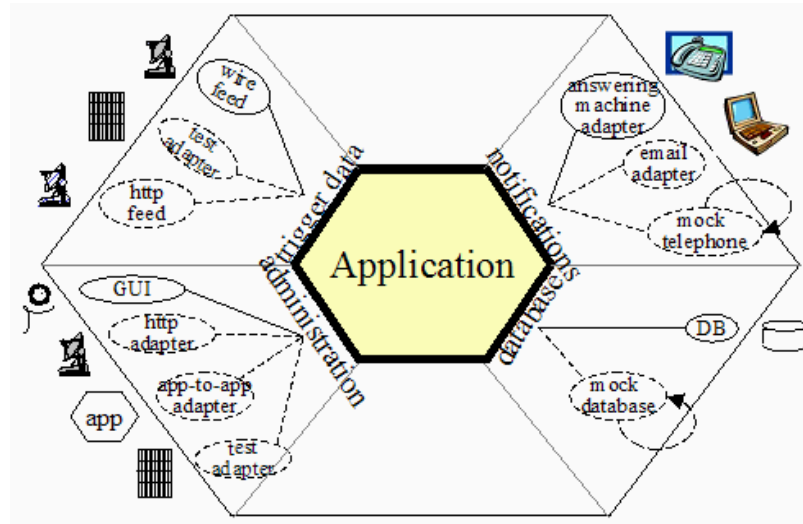 wire
feed
test
adapter
http
feed
trigger data
answering
machine
adapter
email
adapter
mock
telephone
notifications
Application
GUI
http
adapter
app-to-app
adapter
test
adapter
administration
app
database
DB
mock
database